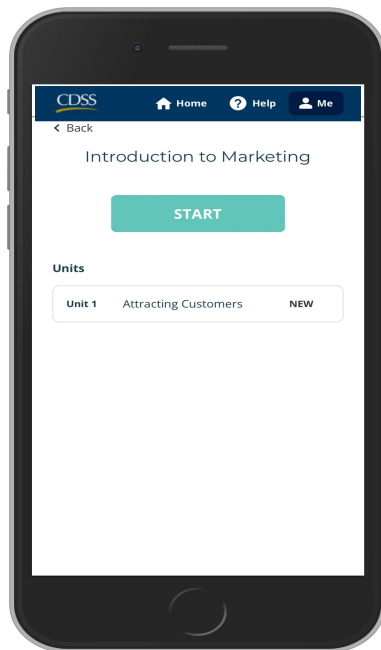 CDSS Home ? Help Me
Back
Introduction to Marketing
START
Units
Unit 1 Attracting Customers NEW